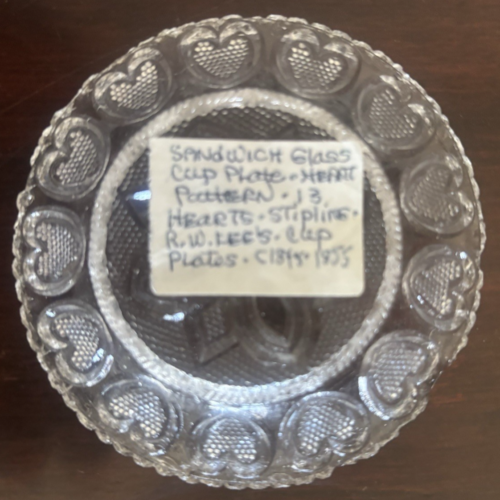 SANDWICH Glass
Cup Plate • HEART
Pattern • 13
HEARTS • Stipling •
R.W. LEE'S • Cup
Plates • C1845-1855